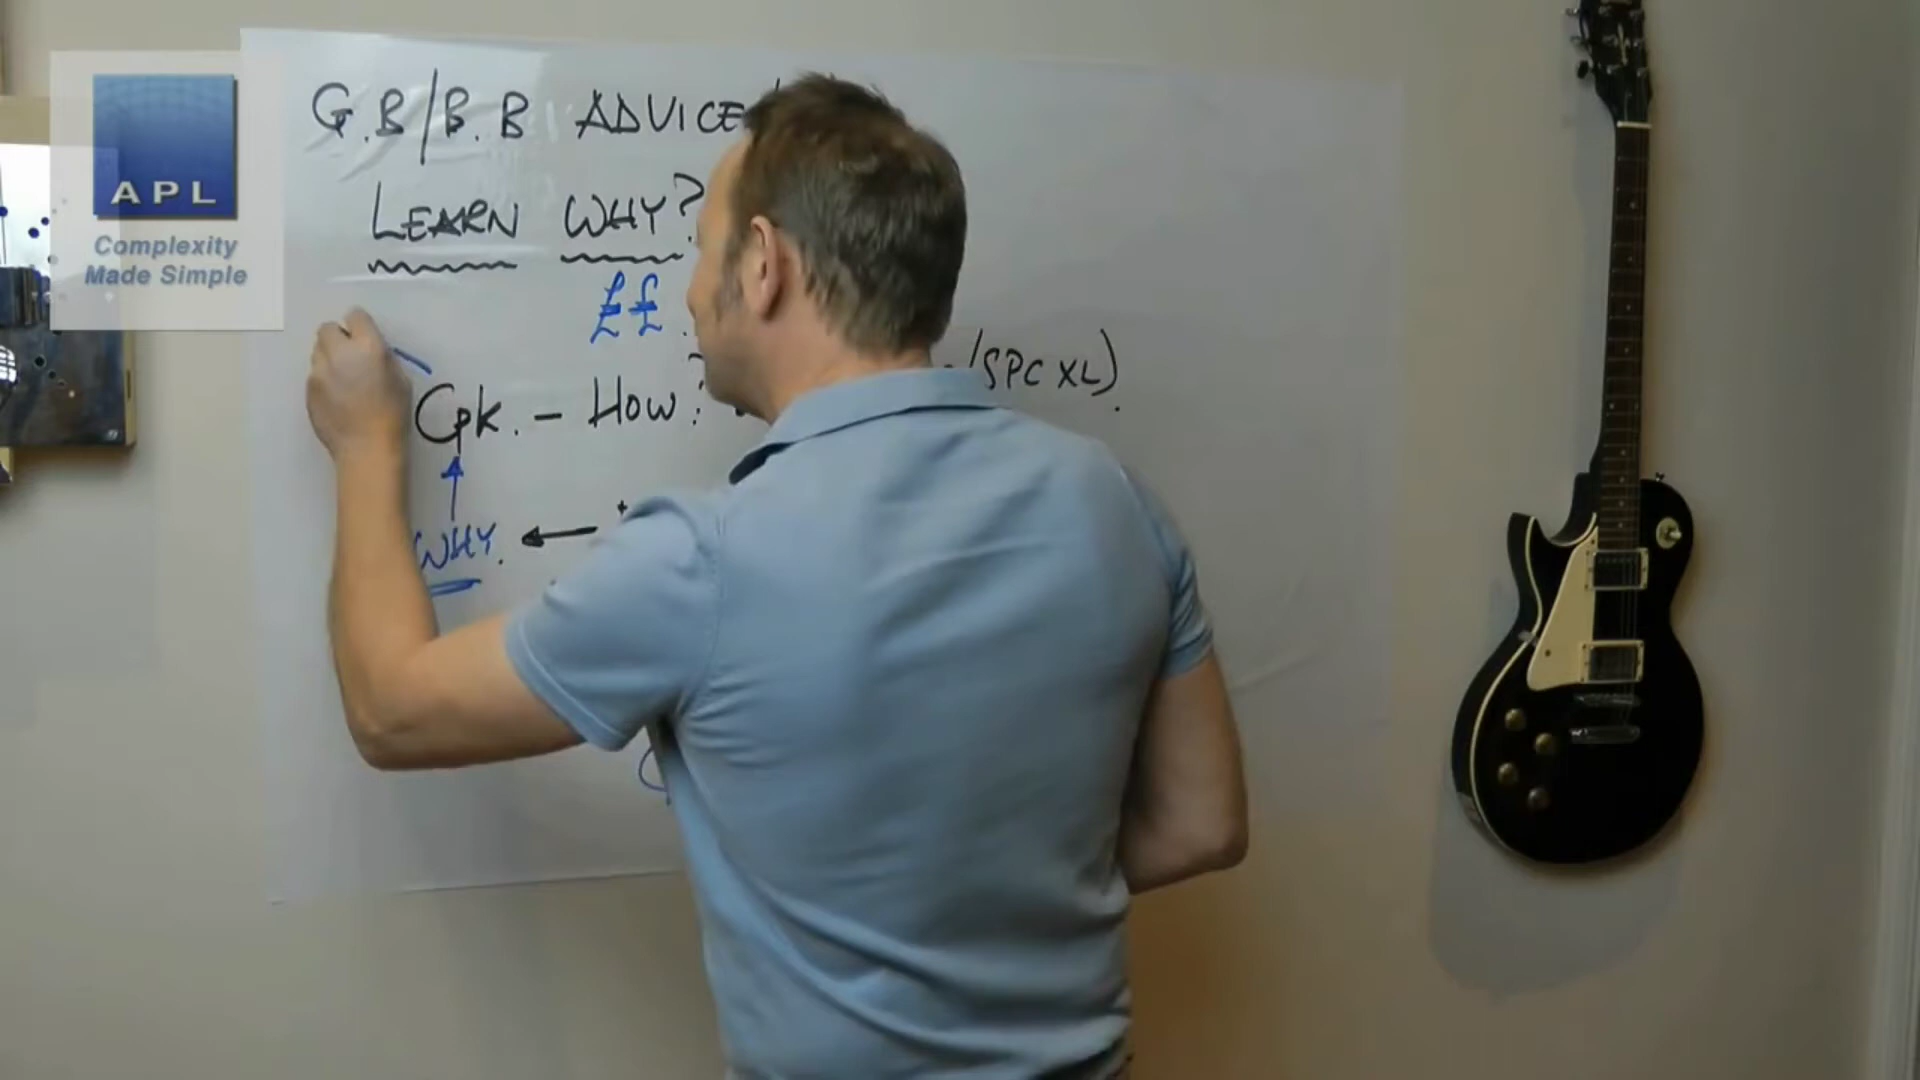 G.B/B.B ADVICE
APL
LEARN WHY?
Complexity
Made Simple
££
CpK. - How? /SPC XL)
WHY.